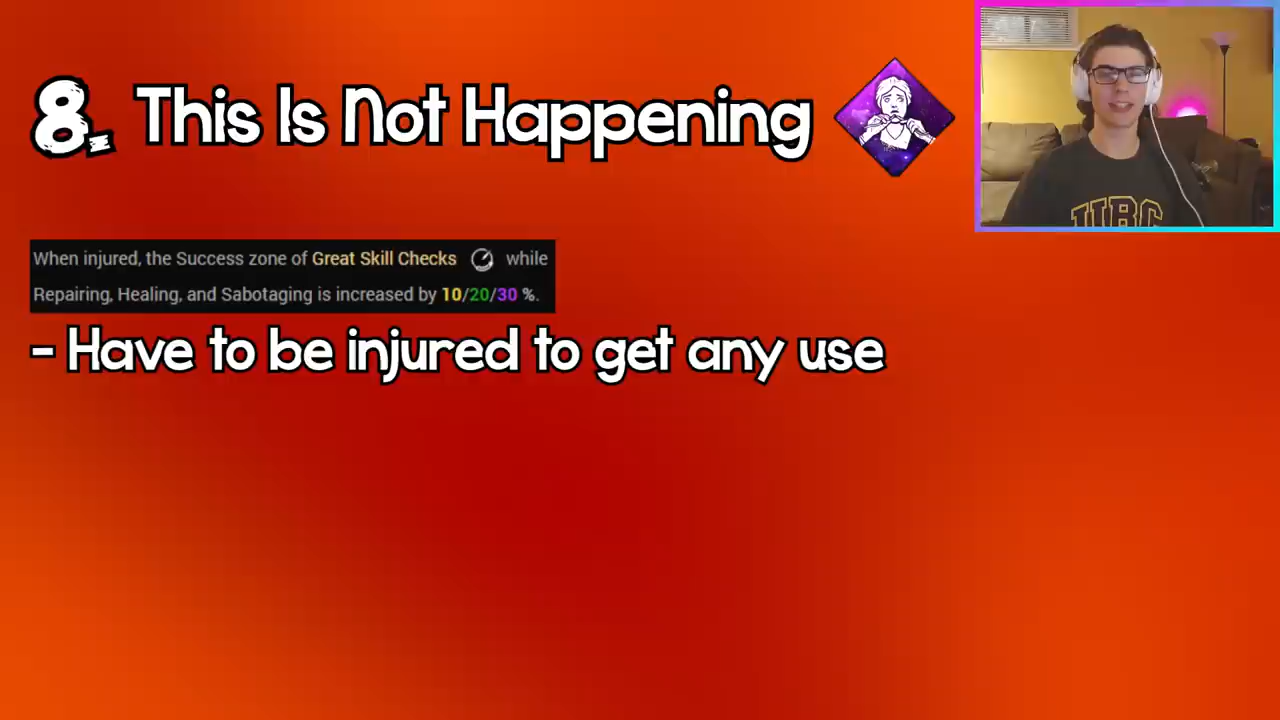 8. This Is Not Happening
When injured, the Success zone of Great Skill Checks while
Repairing, Healing, and Sabotaging is increased by 10/20/30 %.
- Have to be injured to get any use
UBC